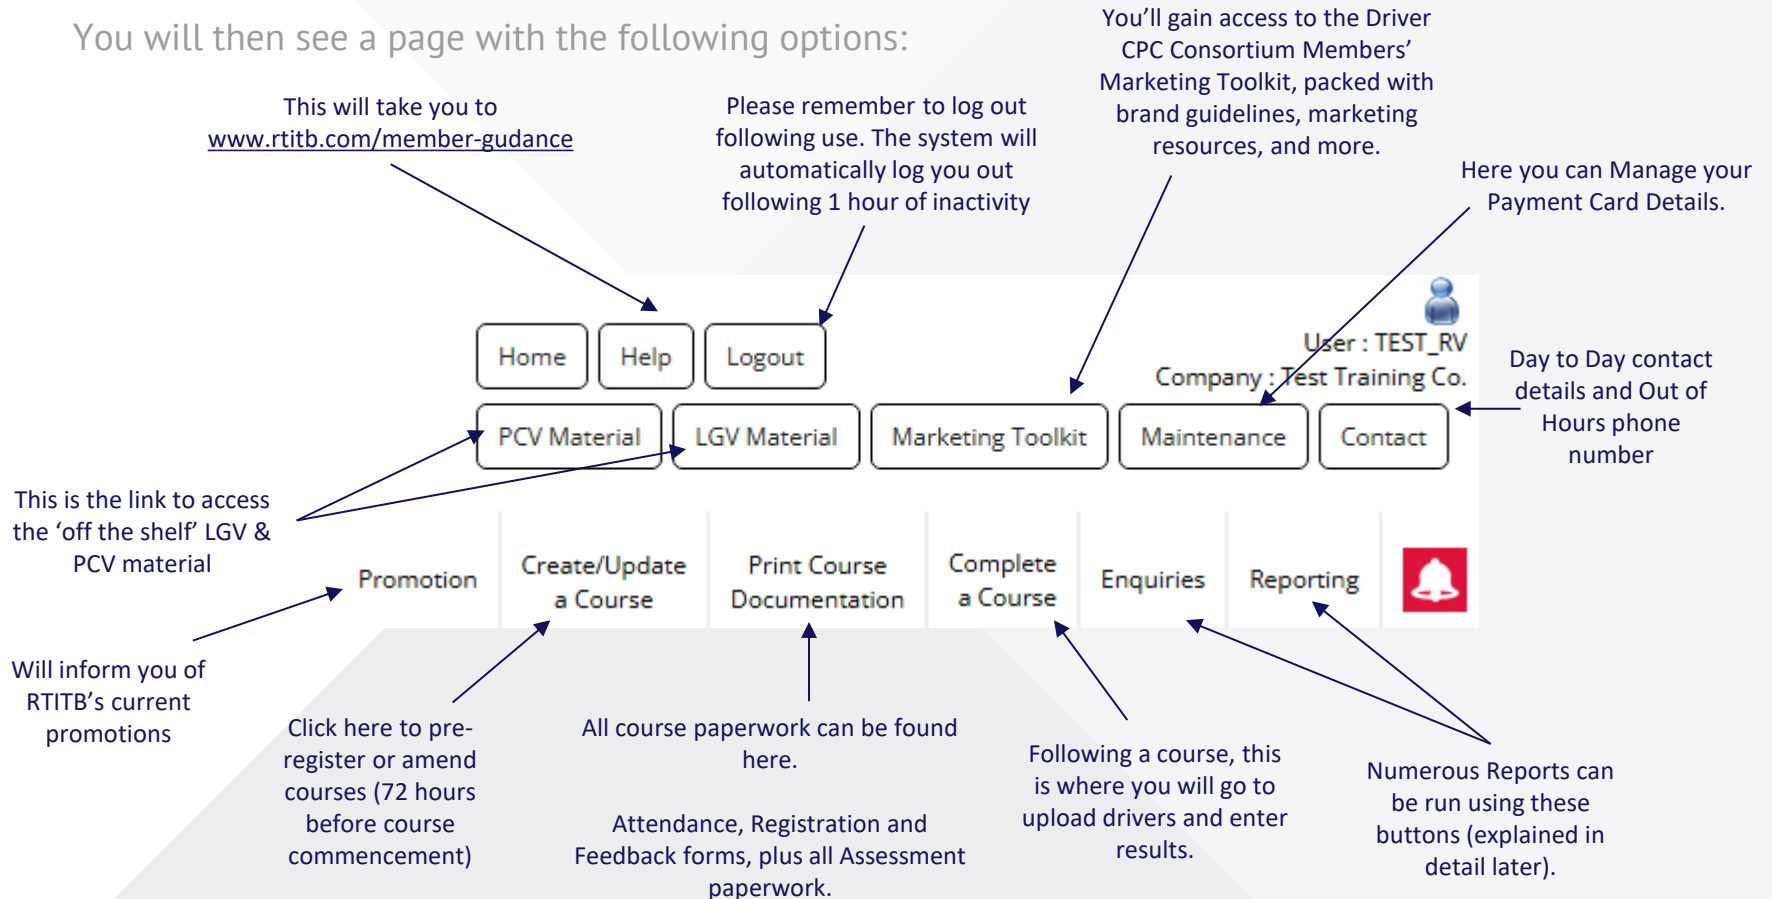 You will then see a page with the following options:
This will take you to
www.rtitb.com/member-gudance
Please remember to log out
following use. The system will
automatically log you out
following 1 hour of inactivity
You’ll gain access to the Driver
CPC Consortium Members’
Marketing Toolkit, packed with
brand guidelines, marketing
resources, and more.
Here you can Manage your
Payment Card Details.
Home
Help
Logout
User : TEST_RV
Company : Test Training Co.
PCV Material
LGV Material
Marketing Toolkit
Maintenance
Contact
Day to Day contact
details and Out of
Hours phone
number
This is the link to access
the ‘off the shelf’ LGV &
PCV material
Promotion
Create/Update
a Course
Print Course
Documentation
Complete
a Course
Enquiries
Reporting
Will inform you of
RTITB’s current
promotions
Click here to pre-
register or amend
courses (72 hours
before course
commencement)
All course paperwork can be found
here.
Attendance, Registration and
Feedback forms, plus all Assessment
paperwork.
Following a course, this
is where you will go to
upload drivers and enter
results.
Numerous Reports can
be run using these
buttons (explained in
detail later).